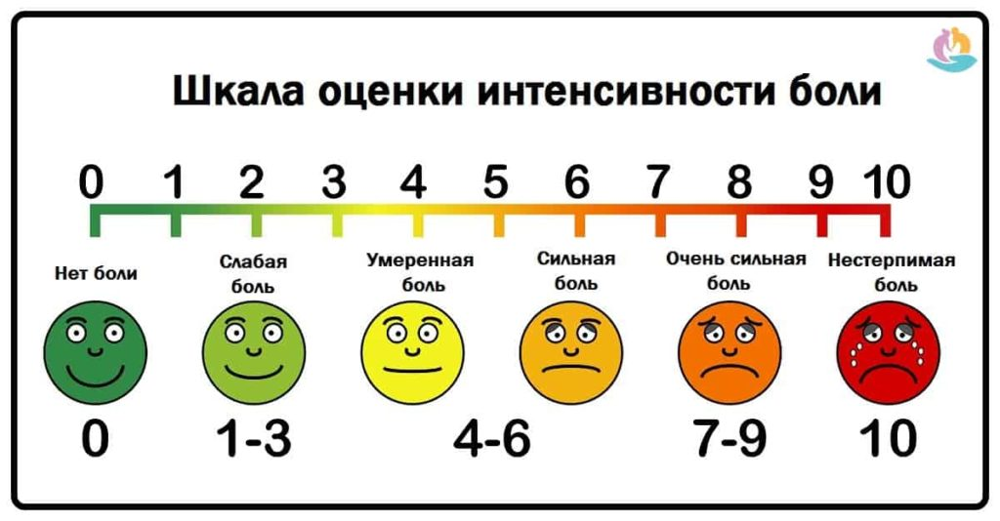 Шкала оценки интенсивности боли
0 1 2 3 4 5 6 7 8 9 10
Нет боли
Слабая
боль
Умеренная
боль
Сильная
боль
Очень сильная
боль
Нестерпимая
боль
0 1-3 4-6 7-9 10